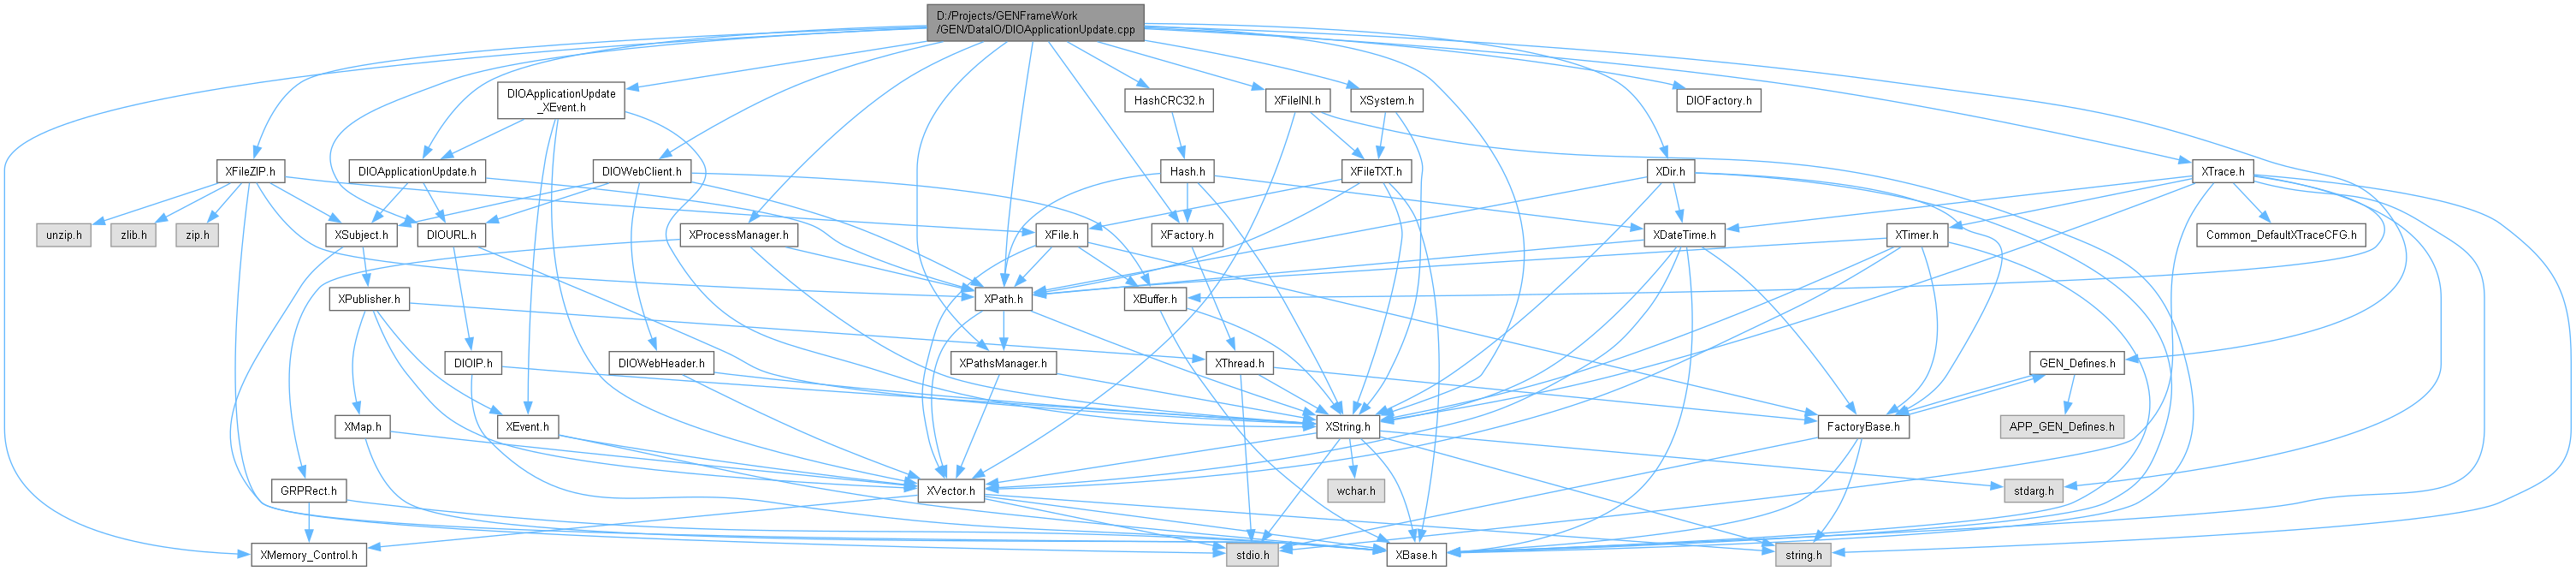 D:/Projects/GENFrameWork
/GEN/DataIO/DIOApplicationUpdate.cpp
DIOApplicationUpdate
_XEvent.h
HashCRC32.h
XFileINI.h
XSystem.h
DIOFactory.h
XFileZIP.h
DIOApplicationUpdate.h
DIOWebClient.h
Hash.h
XFileTXT.h
XDir.h
XTrace.h
unzip.h
zlib.h
zip.h
XSubject.h
DIOURL.h
XProcessManager.h
XFile.h
XFactory.h
XDateTime.h
XTimer.h
Common_DefaultXTraceCFG.h
XPublisher.h
XPath.h
XBuffer.h
DIOIP.h
DIOWebHeader.h
XPathsManager.h
XThread.h
GEN_Defines.h
XMap.h
XEvent.h
XString.h
FactoryBase.h
APP_GEN_Defines.h
GRPRect.h
XVector.h
wchar.h
stdarg.h
XMemory_Control.h
stdio.h
XBase.h
string.h